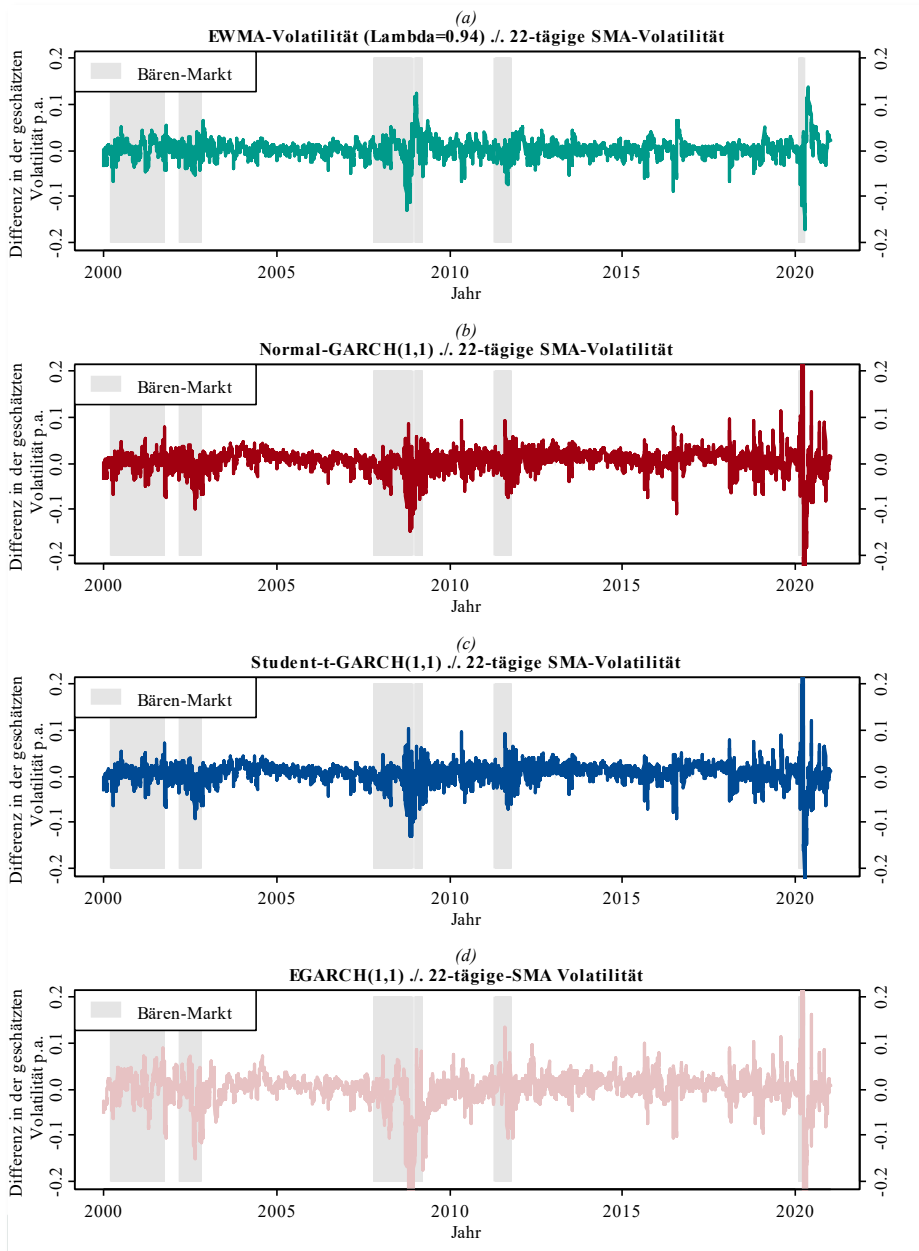 (a)
EWMA-Volatilität (Lambda=0.94) ./. 22-tägige SMA-Volatilität
Differenz in der geschätzten
Volatilität p.a.
-0.2 -0.1 0.0 0.1 0.2
Bären-Markt
-0.2 -0.1 0.0 0.1 0.2
2000 2005 2010 2015 2020
Jahr
(b)
Normal-GARCH(1,1) ./. 22-tägige SMA-Volatilität
Differenz in der geschätzten
Volatilität p.a.
-0.2 -0.1 0.0 0.1 0.2
Bären-Markt
-0.2 -0.1 0.0 0.1 0.2
2000 2005 2010 2015 2020
Jahr
(c)
Student-t-GARCH(1,1) ./. 22-tägige SMA-Volatilität
Differenz in der geschätzten
Volatilität p.a.
-0.2 -0.1 0.0 0.1 0.2
Bären-Markt
-0.2 -0.1 0.0 0.1 0.2
2000 2005 2010 2015 2020
Jahr
(d)
EGARCH(1,1) ./. 22-tägige-SMA Volatilität
Differenz in der geschätzten
Volatilität p.a.
-0.2 -0.1 0.0 0.1 0.2
Bären-Markt
-0.2 -0.1 0.0 0.1 0.2
2000 2005 2010 2015 2020
Jahr